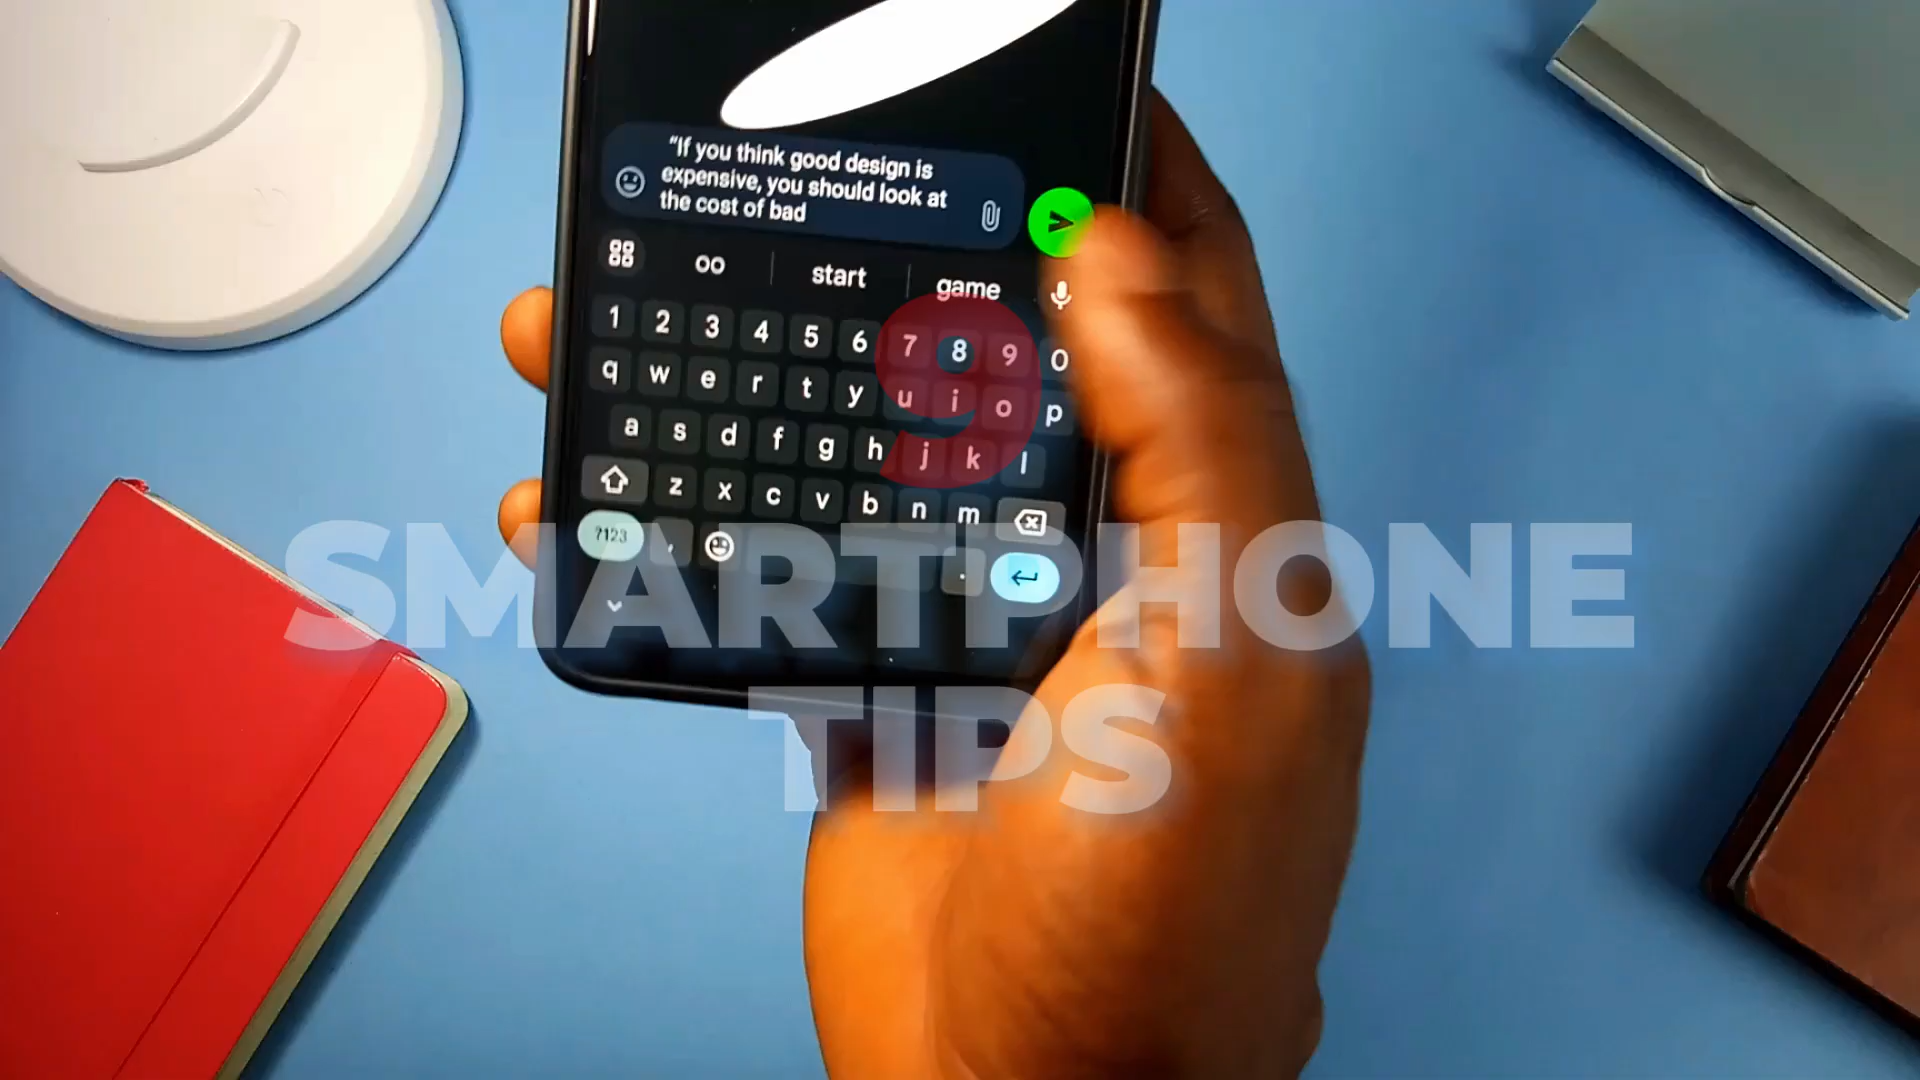 “If you think good design is
expensive, you should look at
the cost of bad
oo start game
1 2 3 4 5 6 7 8 9 0
q w e r t y u i o p
a s d f g h j k l
z x c v b n m
?123 , .
9
SMARTPHONE
TIPS